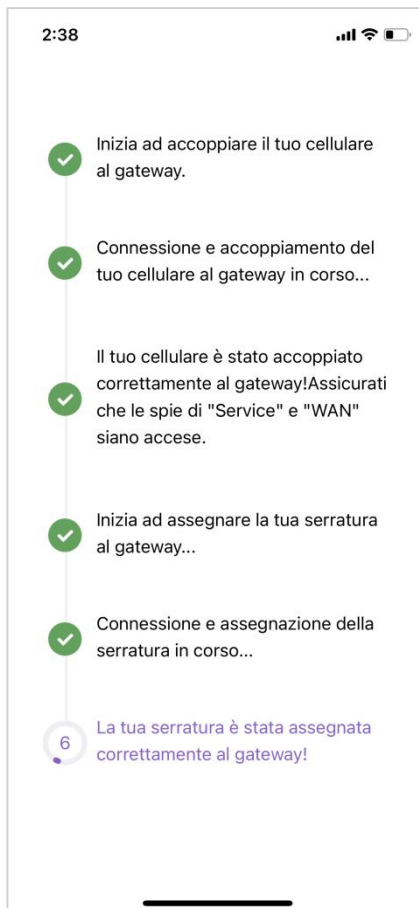 2:38
Inizia ad accoppiare il tuo cellulare
al gateway.
Connessione e accoppiamento del
tuo cellulare al gateway in corso...
Il tuo cellulare è stato accoppiato
correttamente al gateway!Assicurati
che le spie di "Service" e "WAN"
siano accese.
Inizia ad assegnare la tua serratura
al gateway...
Connessione e assegnazione della
serratura in corso...
6
La tua serratura è stata assegnata
correttamente al gateway!